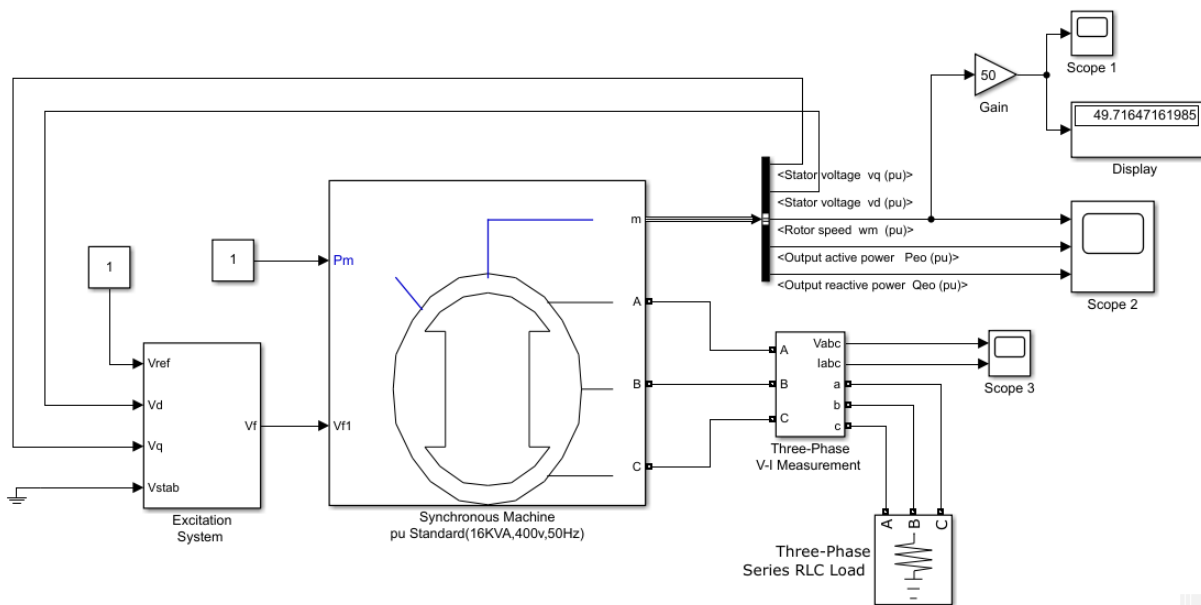 50
Gain
Scope 1
49.71647161985
Display
<Stator voltage vq (pu)>
<Stator voltage vd (pu)>
<Rotor speed wm (pu)>
<Output active power Peo (pu)>
<Output reactive power Qeo (pu)>
Scope 2
m
1
1
Pm
A
B
C
Vf1
Synchronous Machine
pu Standard(16KVA,400v,50Hz)
Vref
Vd
Vq
Vstab
Vf
Excitation
System
A
B
C
Vabc
Iabc
a
b
c
Three-Phase
V-I Measurement
Scope 3
A
B
C
Three-Phase
Series RLC Load